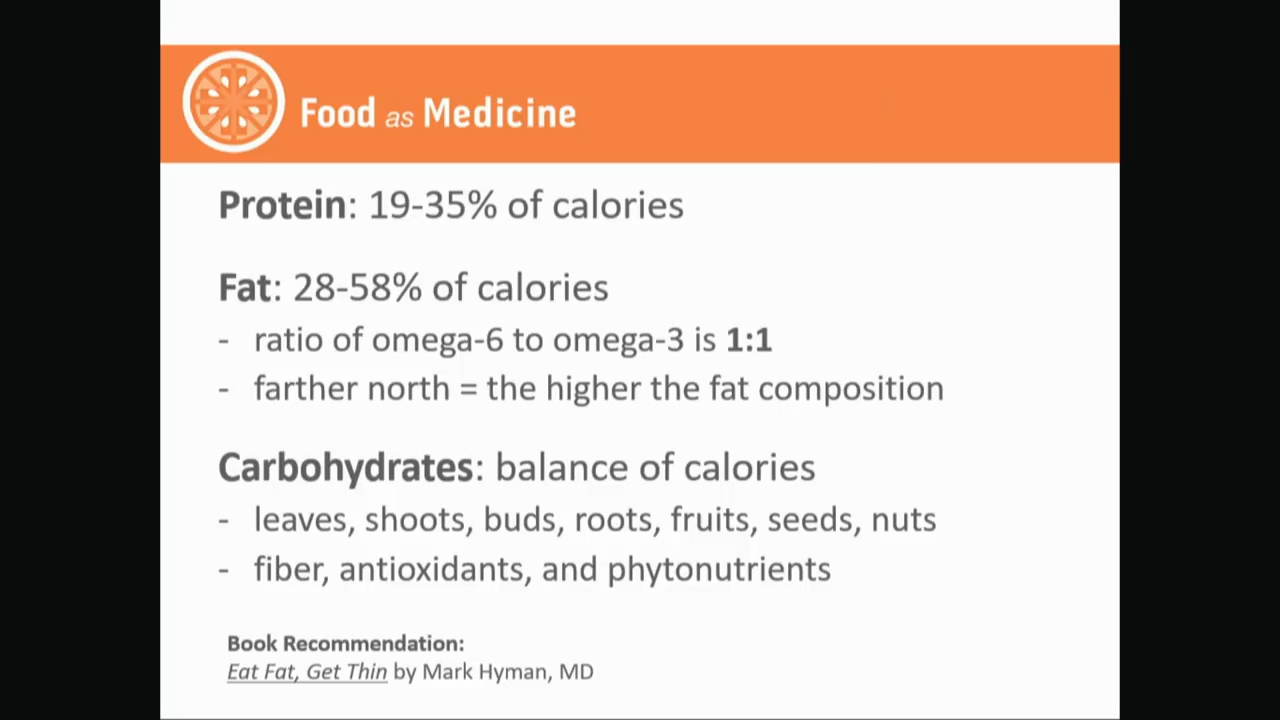 Food as Medicine
Protein: 19-35% of calories
Fat: 28-58% of calories
- ratio of omega-6 to omega-3 is 1:1
- farther north = the higher the fat composition
Carbohydrates: balance of calories
- leaves, shoots, buds, roots, fruits, seeds, nuts
- fiber, antioxidants, and phytonutrients
Book Recommendation:
Eat Fat, Get Thin by Mark Hyman, MD